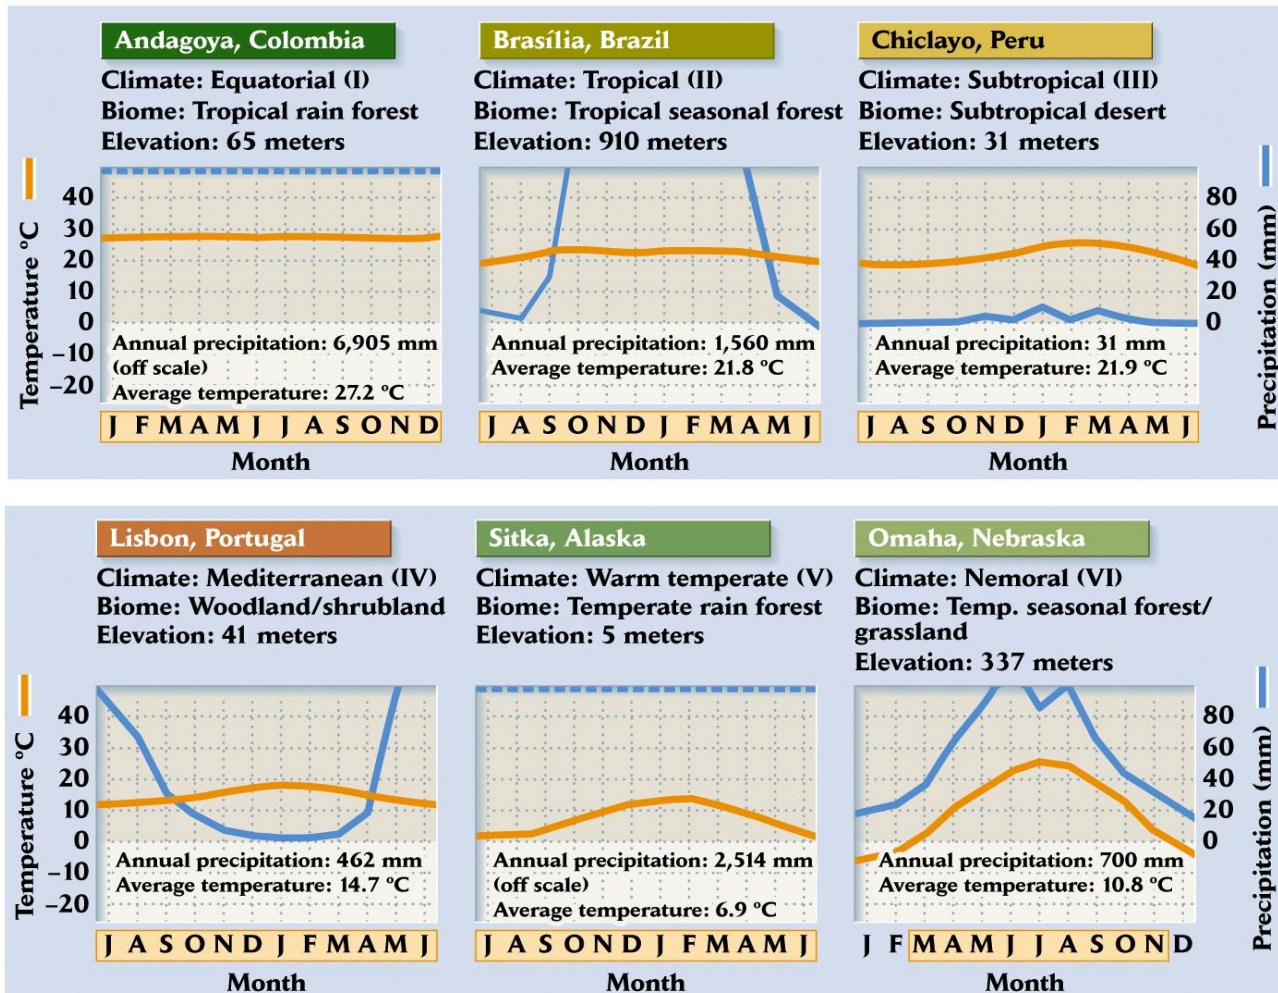 Andagoya, Colombia
Climate: Equatorial (I)
Biome: Tropical rain forest
Elevation: 65 meters
Temperature ºC
40
30
20
10
0
−10
−20
Annual precipitation: 6,905 mm
(off scale)
Average temperature: 27.2 ºC
J F M A M J J A S O N D
Month
Brasília, Brazil
Climate: Tropical (II)
Biome: Tropical seasonal forest
Elevation: 910 meters
Annual precipitation: 1,560 mm
Average temperature: 21.8 ºC
J A S O N D J F M A M J
Month
Chiclayo, Peru
Climate: Subtropical (III)
Biome: Subtropical desert
Elevation: 31 meters
Annual precipitation: 31 mm
Average temperature: 21.9 ºC
J A S O N D J F M A M J
Month
80
60
40
20
0
Precipitation (mm)
Lisbon, Portugal
Climate: Mediterranean (IV)
Biome: Woodland/shrubland
Elevation: 41 meters
Temperature ºC
40
30
20
10
0
−10
−20
Annual precipitation: 462 mm
Average temperature: 14.7 ºC
J A S O N D J F M A M J
Month
Sitka, Alaska
Climate: Warm temperate (V)
Biome: Temperate rain forest
Elevation: 5 meters
Annual precipitation: 2,514 mm
(off scale)
Average temperature: 6.9 ºC
J A S O N D J F M A M J
Month
Omaha, Nebraska
Climate: Nemoral (VI)
Biome: Temp. seasonal forest/
grassland
Elevation: 337 meters
Annual precipitation: 700 mm
Average temperature: 10.8 ºC
J F M A M J J A S O N D
Month
80
60
40
20
0
Precipitation (mm)